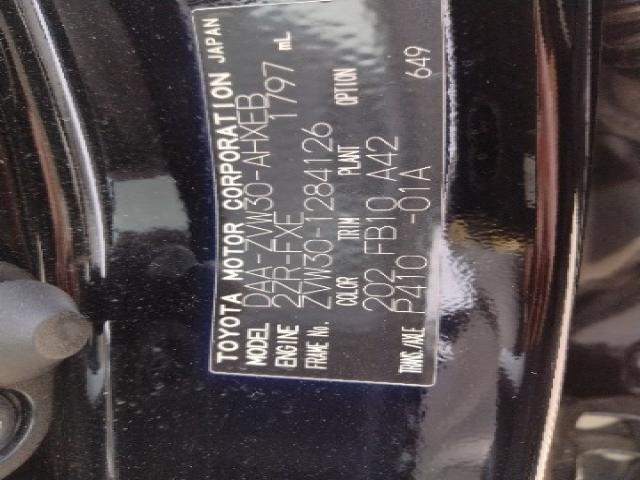 TOYOTA MOTOR CORPORATION JAPAN
MODEL DAA-ZVW30-AHXEB
ENGINE 2ZR-FXE 1797 mL
FRAME No. ZVW30-1284126
COLOR TRIM PLANT OPTION
202 FB10 A42
TRANS./AXLE P410 -01A 649